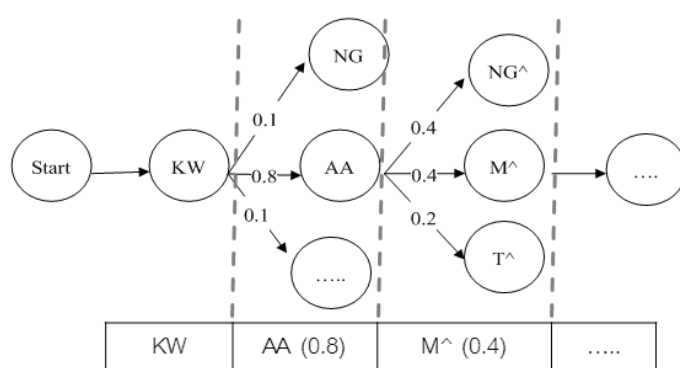 NG
NG^
0.1
0.4
Start
KW
0.8
AA
0.4
M^
....
0.1
0.2
.....
T^
KW
AA (0.8)
M^ (0.4)
.....